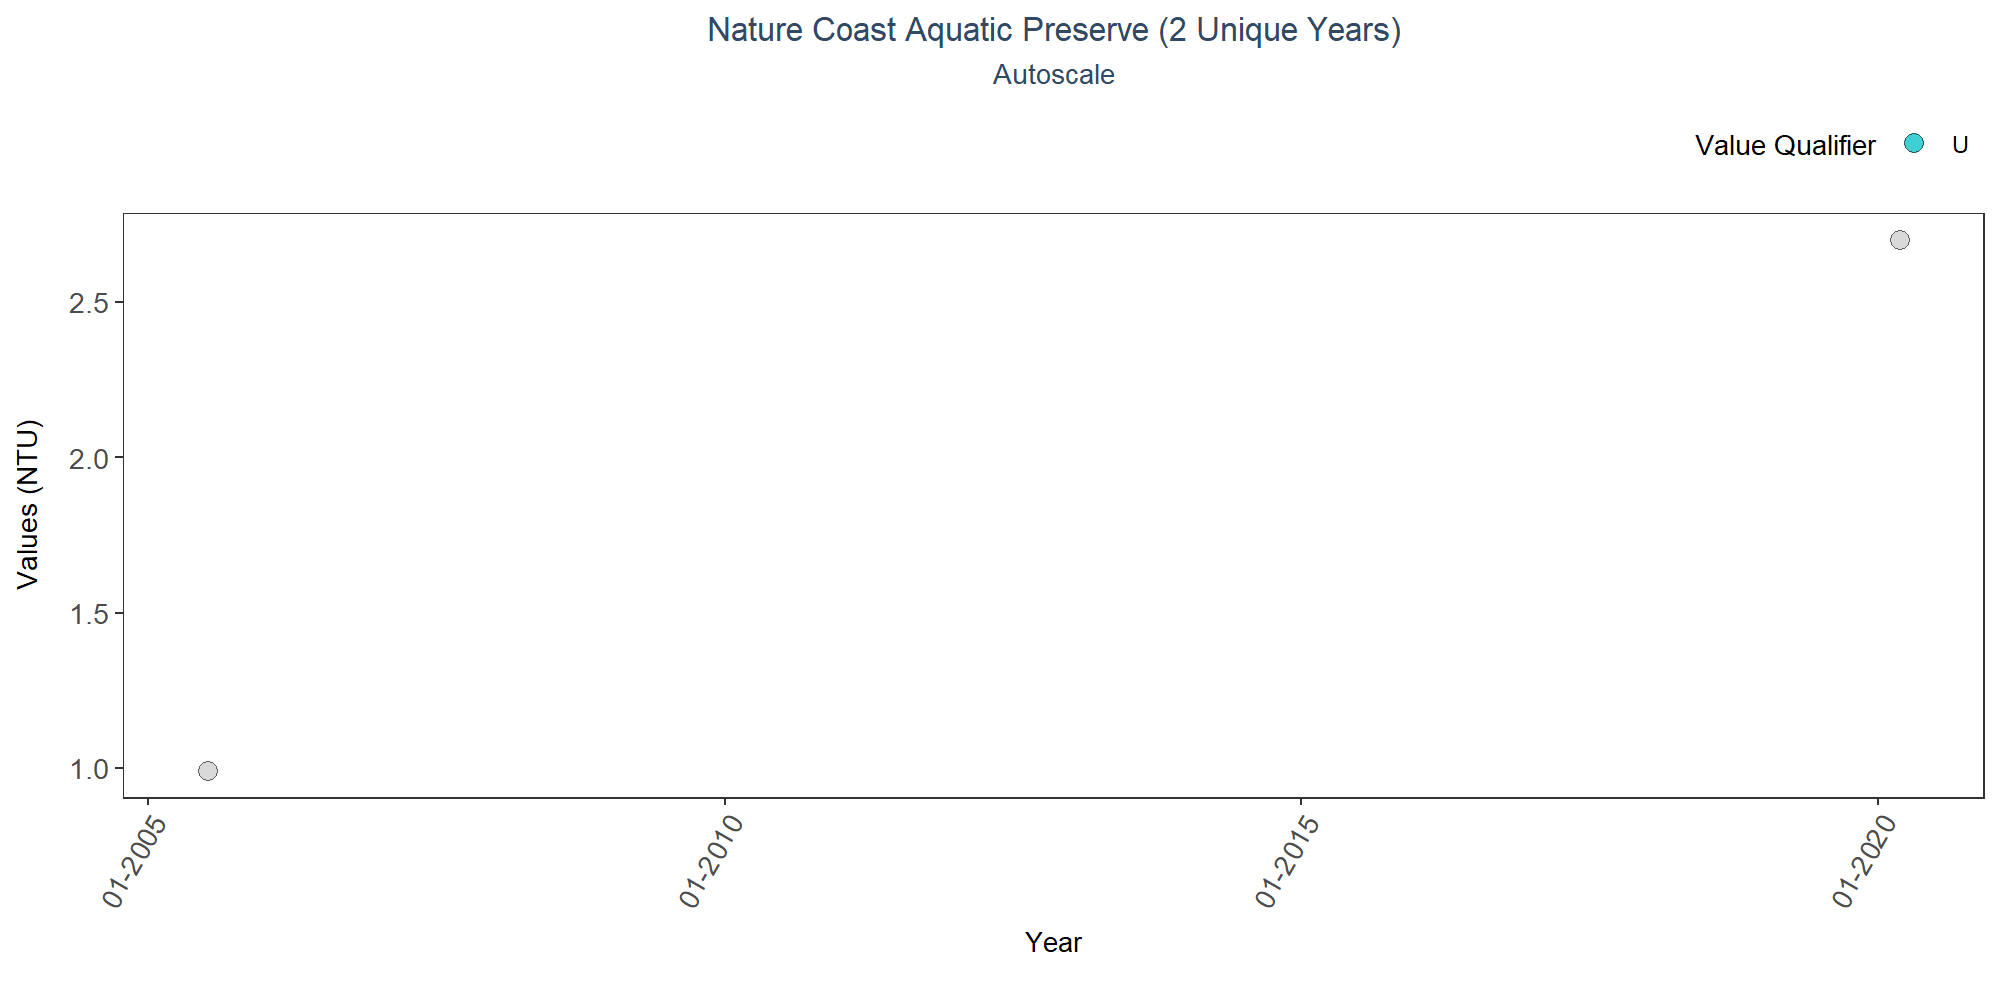 Nature Coast Aquatic Preserve (2 Unique Years)
Autoscale
Value Qualifier U
Values (NTU)
2.5
2.0
1.5
1.0
01-2005 01-2010 01-2015 01-2020
Year